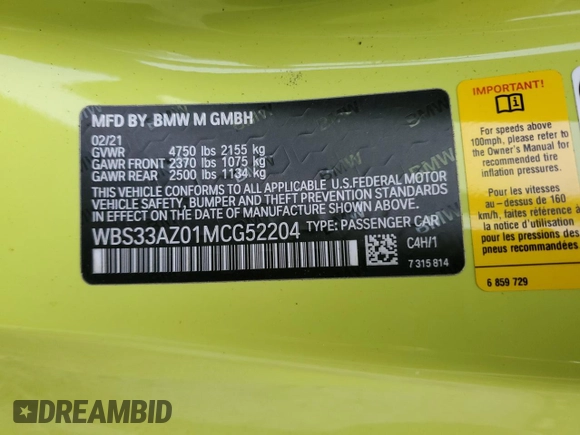 MFD BY BMW M GMBH
02/21
GVWR 4750 lbs 2155 kg
GAWR FRONT 2370 lbs 1075 kg
GAWR REAR 2500 lbs 1134 kg
THIS VEHICLE CONFORMS TO ALL APPLICABLE U.S.FEDERAL MOTOR
VEHICLE SAFETY, BUMPER AND THEFT PREVENTION STANDARDS
IN EFFECT ON THE DATE OF MANUFACTURE SHOWN ABOVE.
WBS33AZ01MCG52204 TYPE: PASSENGER CAR
C4H/1
7 315 814
IMPORTANT!
For speeds above
100mph, please refer to
the Owner's Manual for
recommended tire
inflation pressures.
Pour les vitesses
au-dessus de 160
km/h, faites référence à
la notice d'utilisation
pour les pressions des
pneus recommendées.
6 859 729
DREAMBID